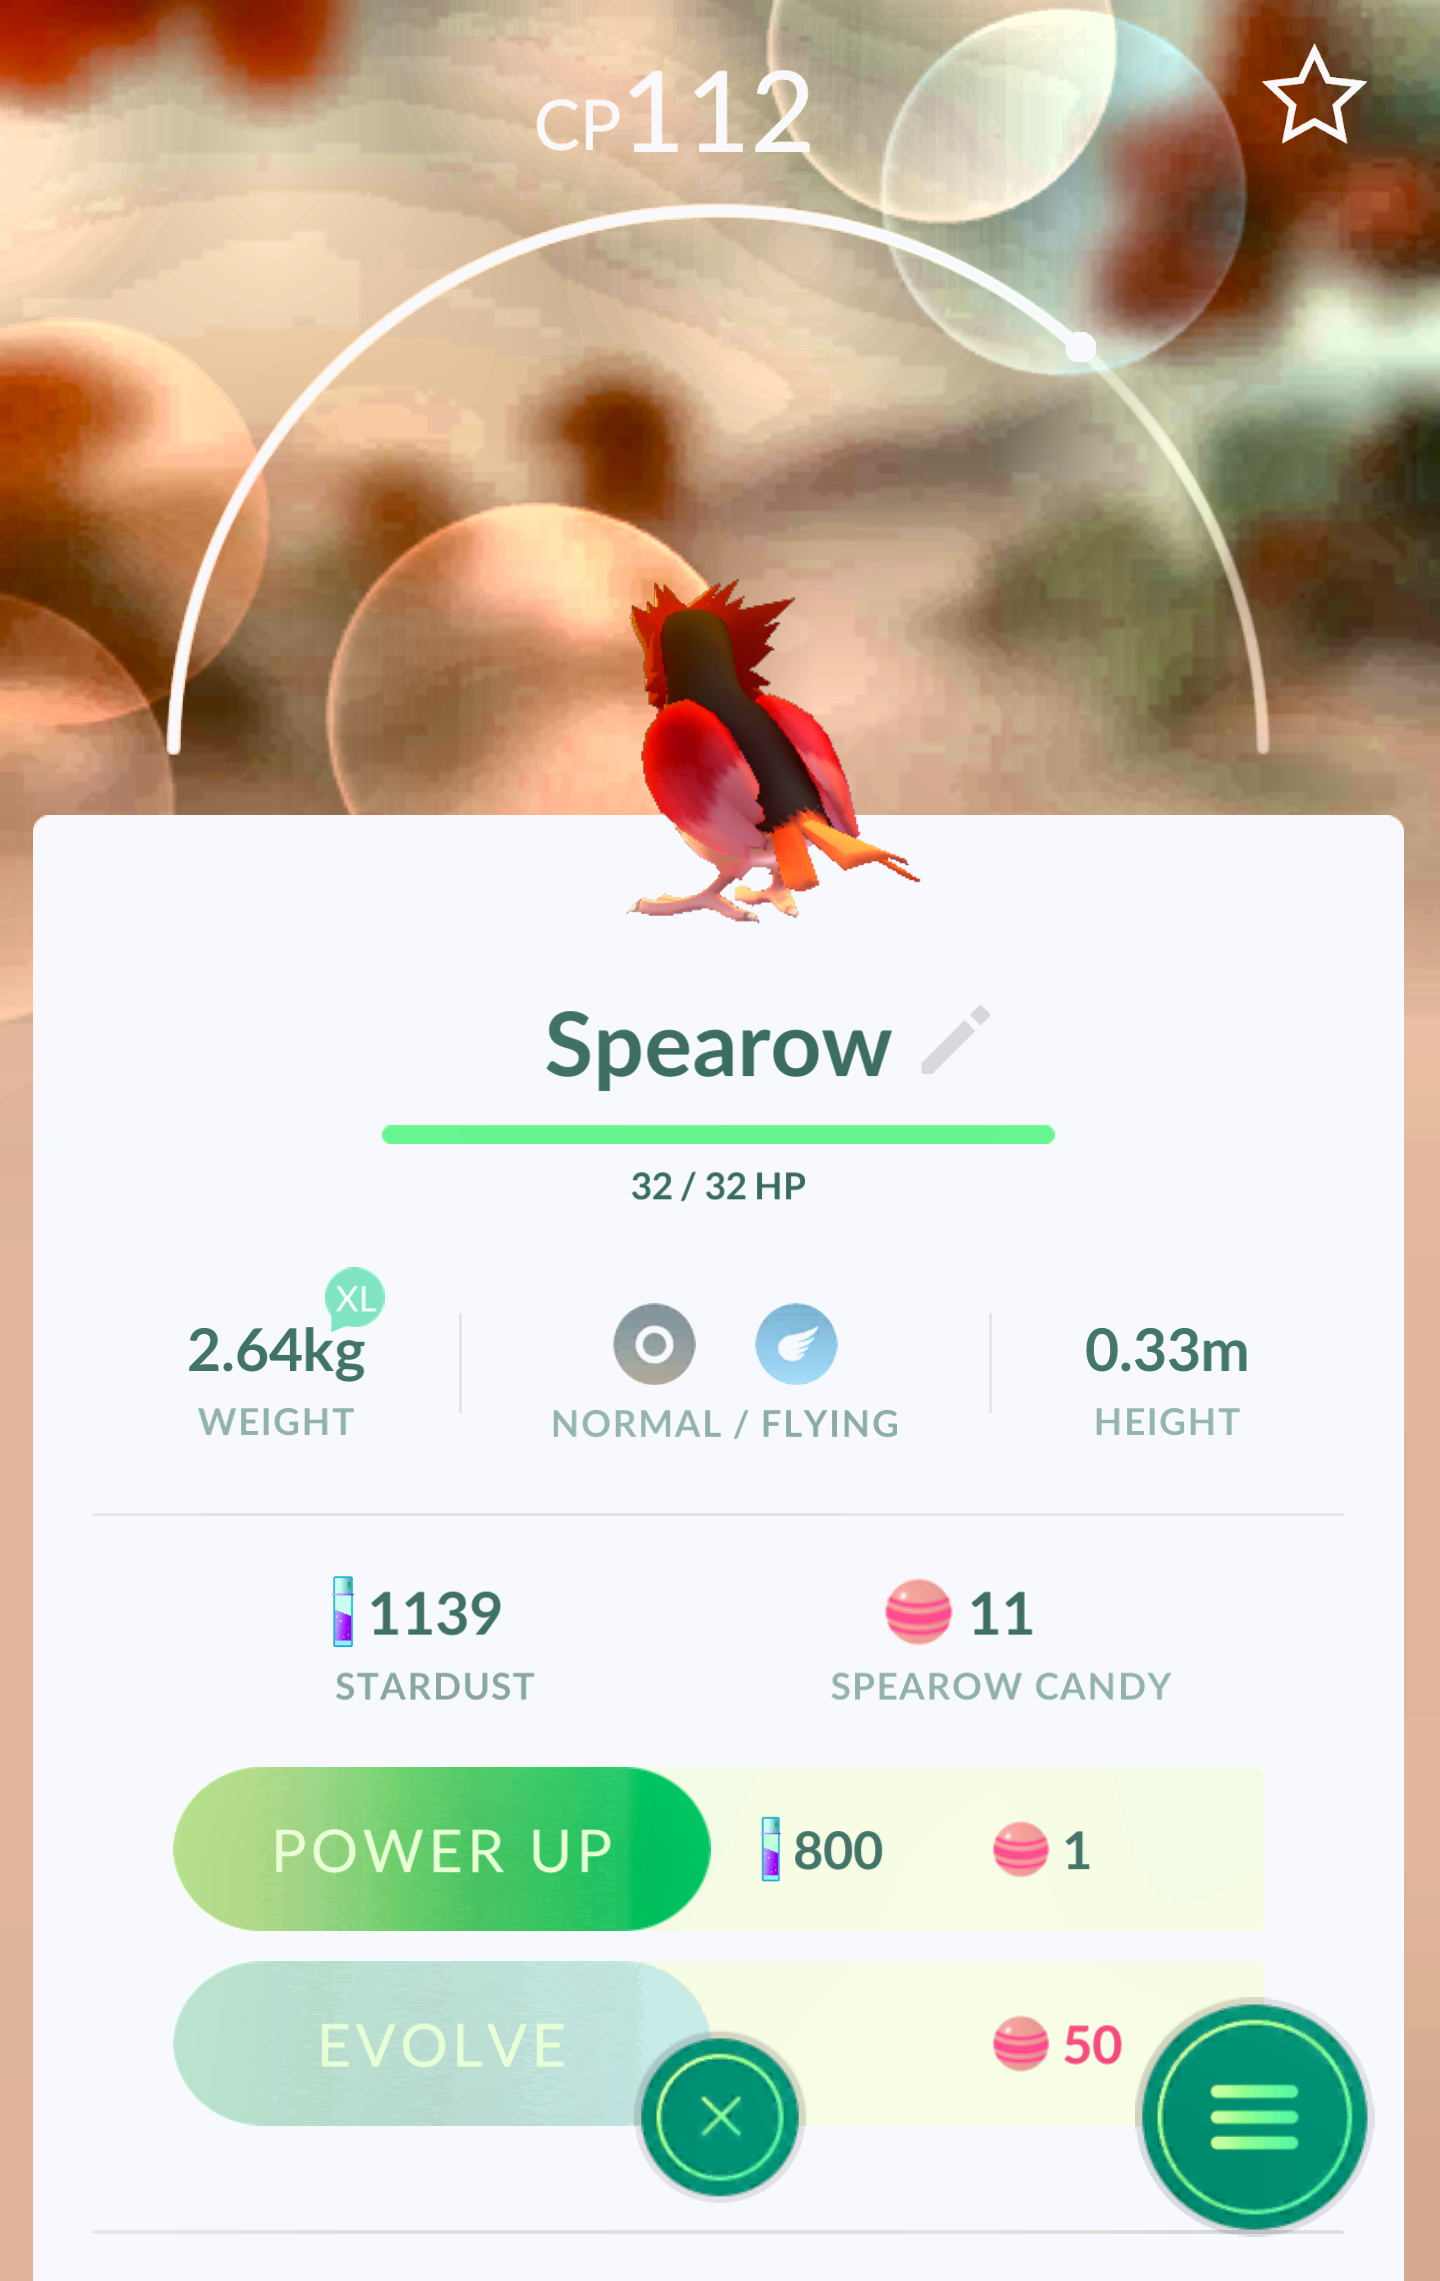 CP112
Spearow
32 / 32 HP
XL
2.64kg
WEIGHT
NORMAL / FLYING
0.33m
HEIGHT
1139
STARDUST
11
SPEAROW CANDY
POWER UP
800
1
EVOLVE
50